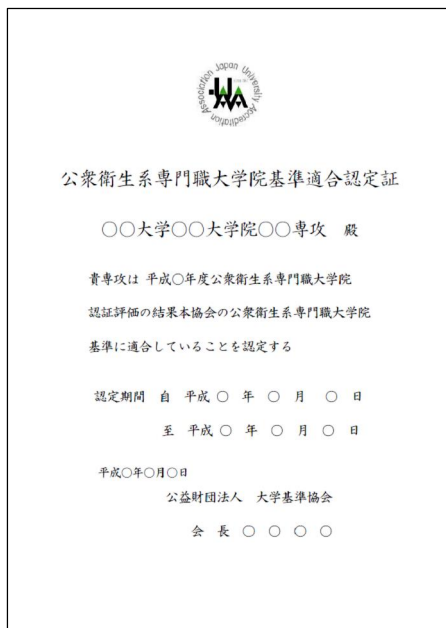 Japan University Accreditation Association
公衆衛生系専門職大学院基準適合認定証
○○大学○○大学院○○専攻 殿
貴専攻は 平成○年度公衆衛生系専門職大学院
認証評価の結果本協会の公衆衛生系専門職大学院
基準に適合していることを認定する
認定期間 自 平成 ○ 年 ○ 月 ○ 日
至 平成 ○ 年 ○ 月 ○ 日
平成○年○月○日
公益財団法人 大学基準協会
会 長 ○ ○ ○ ○